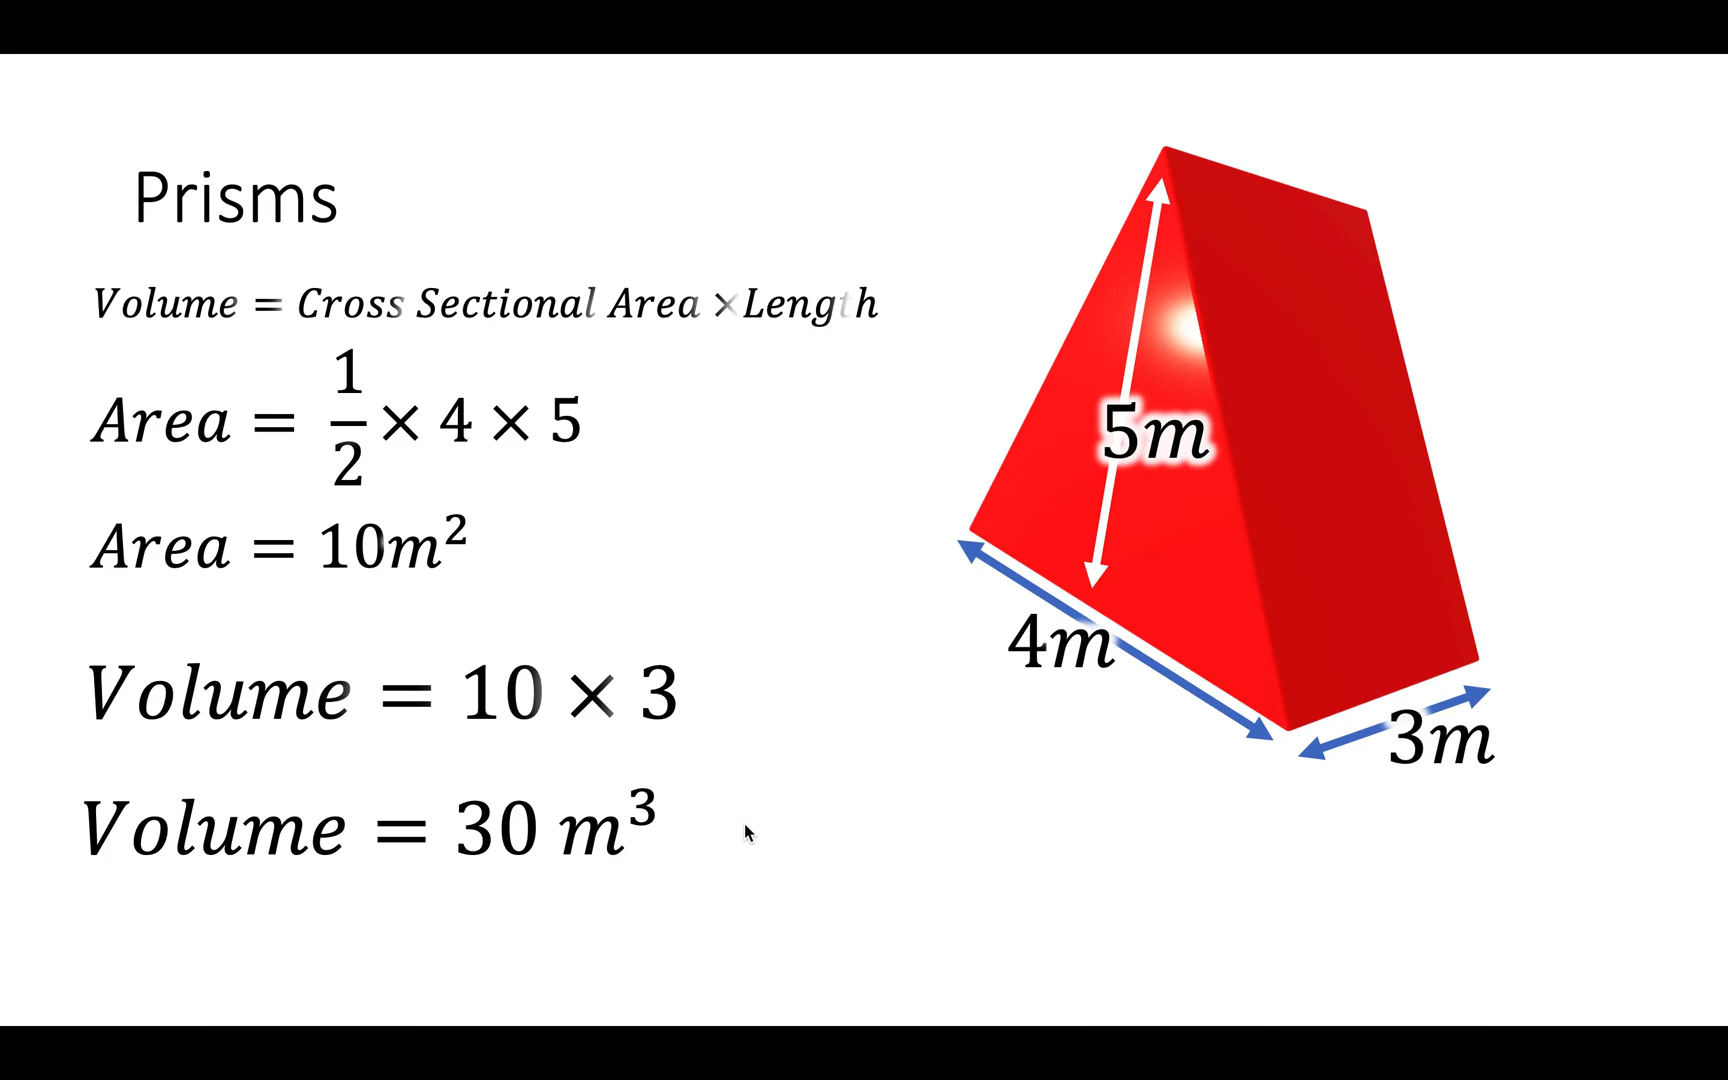 Prisms
Volume = Cross Sectional Area ×Length
Area = 1/2 × 4 × 5
Area = 10m²
Volume = 10 × 3
Volume = 30 m³
5m
4m
3m